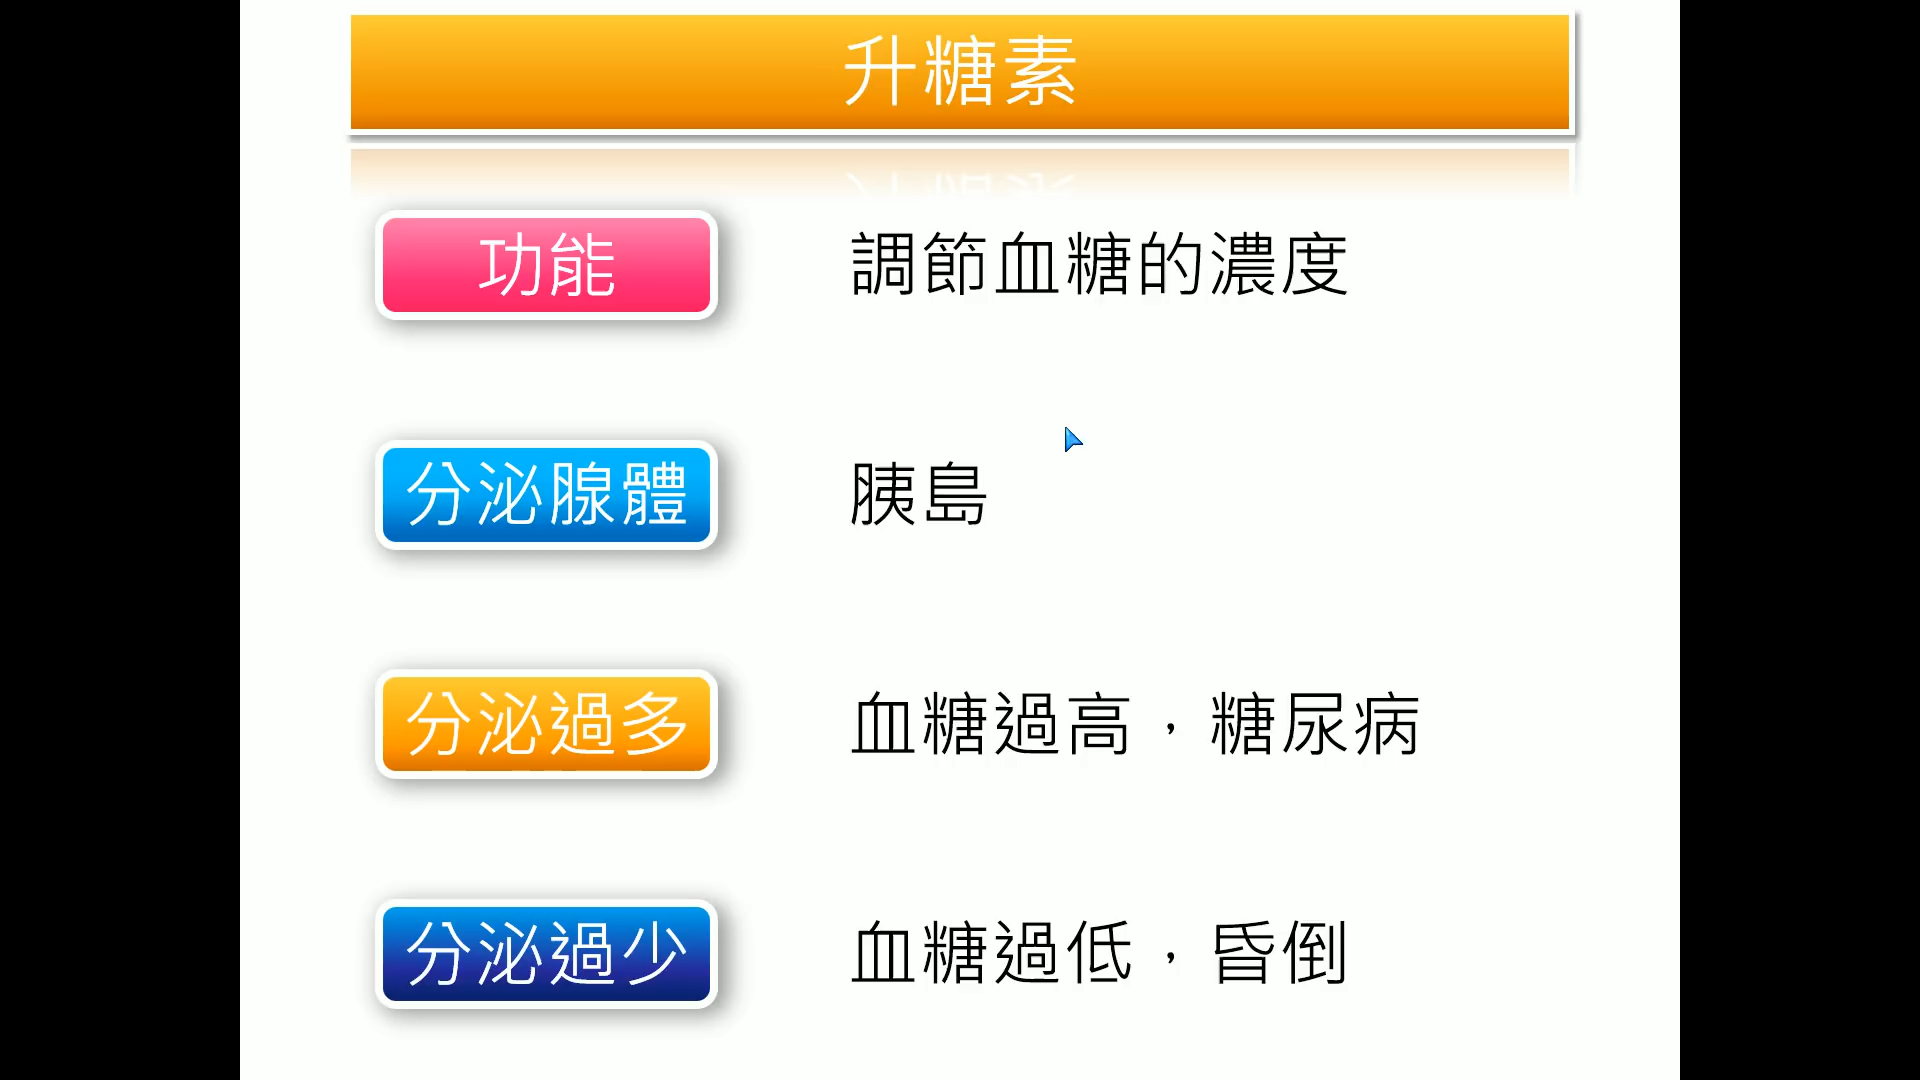 升糖素
功能
調節血糖的濃度
分泌腺體
胰島
分泌過多
血糖過高，糖尿病
分泌過少
血糖過低，昏倒